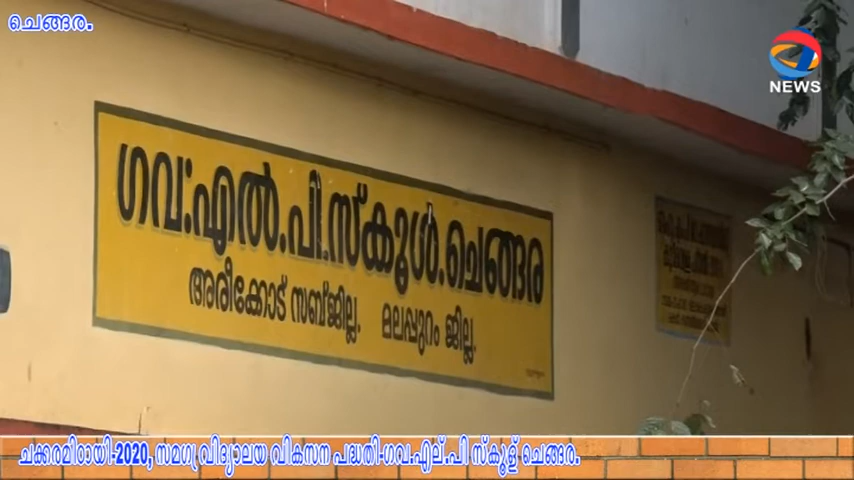 ചെങ്ങര.
NEWS
ഗവ:എൽ.പി.സ്കൂൾ.ചെങ്ങര
അരീക്കോട് സബ്ജില്ല. മലപ്പുറം ജില്ല.
ചക്കരമിഠായി-2020, സമഗ്ര വിദ്യാലയ വികസന പദ്ധതി-ഗവ.എല്.പി സ്കൂള് ചെങ്ങര.